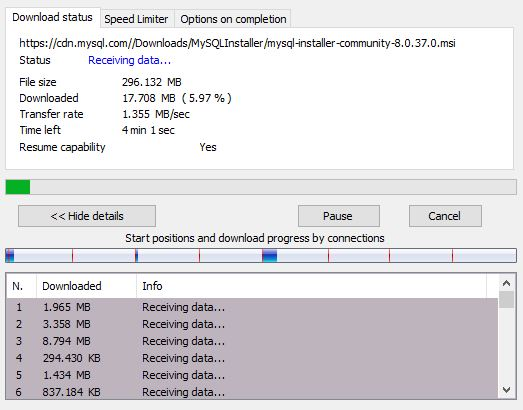 Download status Speed Limiter Options on completion
https://cdn.mysql.com//Downloads/MySQLInstaller/mysql-installer-community-8.0.37.0.msi
Status Receiving data...
File size 296.132 MB
Downloaded 17.708 MB ( 5.97 % )
Transfer rate 1.355 MB/sec
Time left 4 min 1 sec
Resume capability Yes
<< Hide details Pause Cancel
Start positions and download progress by connections
N. Downloaded Info
1 1.965 MB Receiving data...
2 3.358 MB Receiving data...
3 8.794 MB Receiving data...
4 294.430 KB Receiving data...
5 1.434 MB Receiving data...
6 837.184 KB Receiving data...